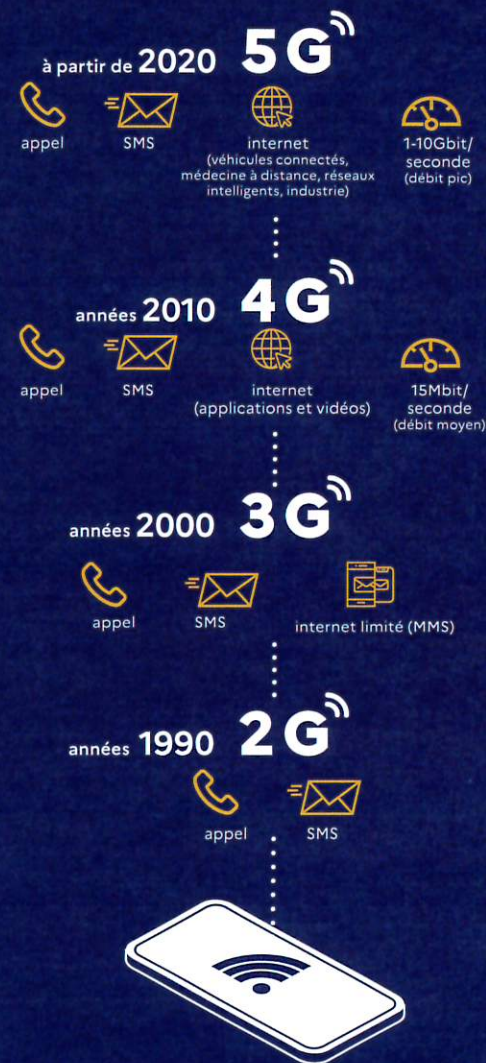 à partir de 2020 5G
appel
SMS
internet
(véhicules connectés,
médecine à distance, réseaux
intelligents, industrie)
1-10Gbit/
seconde
(débit pic)
années 2010 4G
appel
SMS
internet
(applications et vidéos)
15Mbit/
seconde
(débit moyen)
années 2000 3G
appel
SMS
internet limité (MMS)
années 1990 2G
appel
SMS